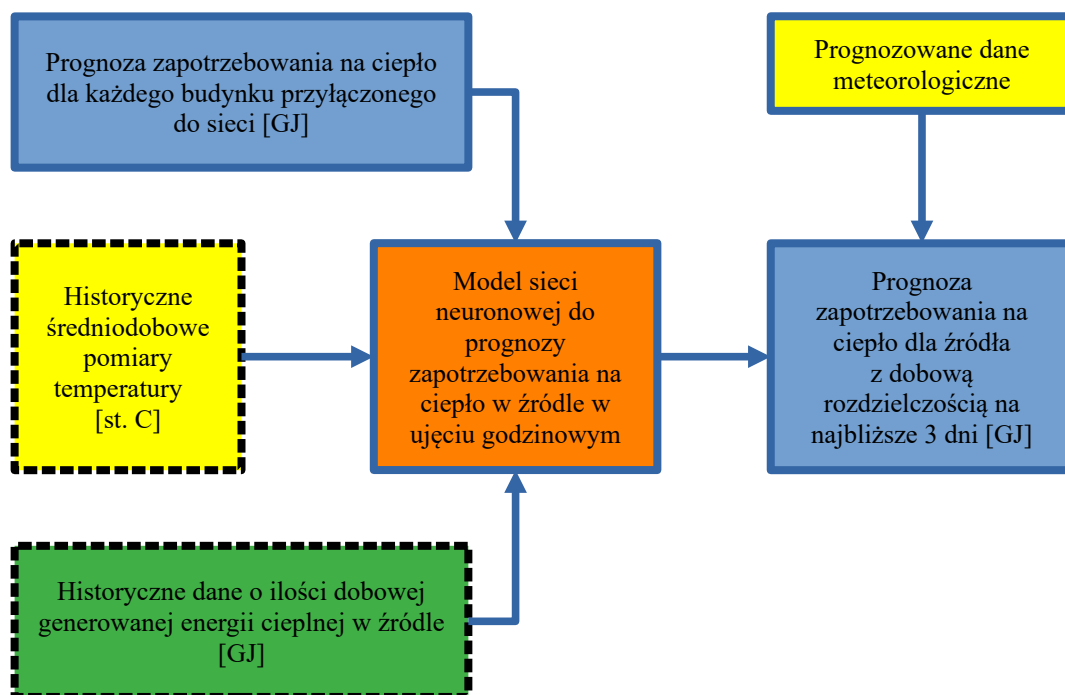 Prognoza zapotrzebowania na ciepło
dla każdego budynku przyłączonego
do sieci [GJ]
Prognozowane dane
meteorologiczne
Historyczne
średniodobowe
pomiary
temperatury
[st. C]
Model sieci
neuronowej do
prognozy
zapotrzebowania na
ciepło w źródle w
ujęciu godzinowym
Prognoza
zapotrzebowania na
ciepło dla źródła
z dobową
rozdzielczością na
najbliższe 3 dni [GJ]
Historyczne dane o ilości dobowej
generowanej energii cieplnej w źródle
[GJ]